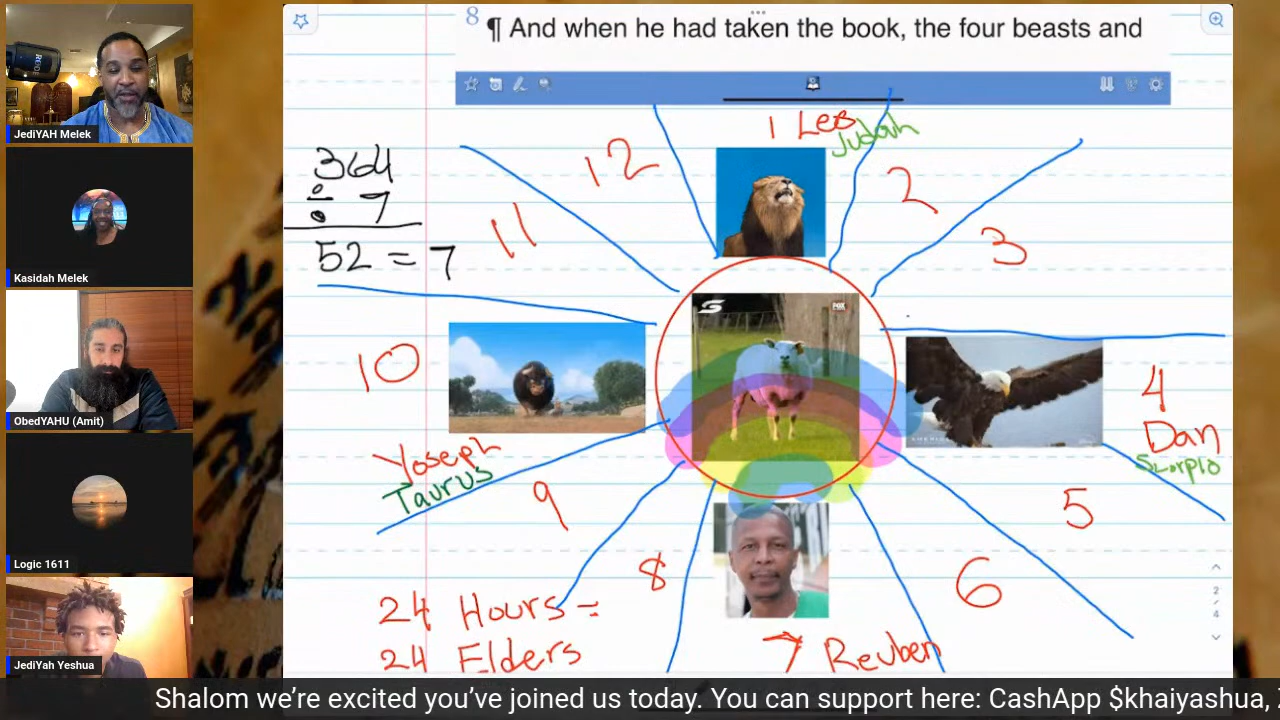 8 ¶ And when he had taken the book, the four beasts and
JediYAH Melek
Kasidah Melek
ObedYAHU (Amit)
Logic 1611
JediYah Yeshua
364
÷ 7
52 = 7
1 Leo
Judah
2
3
4
Dan
Scorpio
5
6
7 Reuben
8
9
10
Yoseph
Taurus
11
12
24 Hours =
24 Elders
FOX
2
/
4
Shalom we’re excited you’ve joined us today. You can support here: CashApp $khaiyashua,